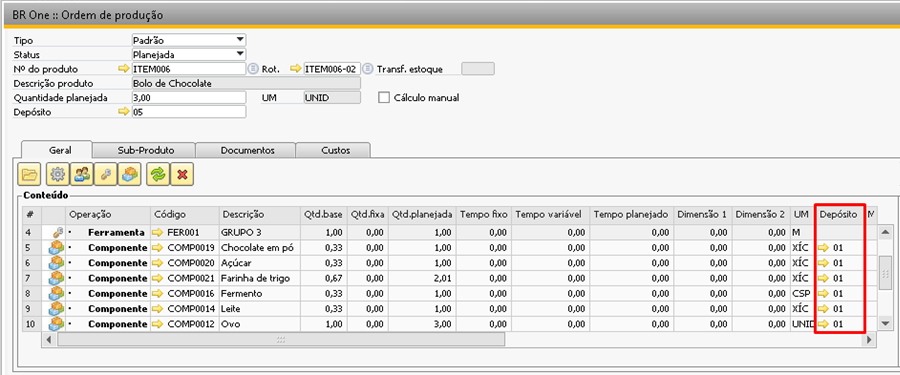 BR One :: Ordem de produção
Tipo Padrão
Status Planejada
Nº do produto ITEM006 Rot. ITEM006-02 Transf. estoque
Descrição produto Bolo de Chocolate
Quantidade planejada 3,00 UM UNID Cálculo manual
Depósito 05
Geral Sub-Produto Documentos Custos
Conteúdo
# Operação Código Descrição Qtd.base Qtd.fixa Qtd.planejada Tempo fixo Tempo variável Tempo planejado Dimensão 1 Dimensão 2 UM Depósito M
4 Ferramenta FER001 GRUPO 3 1,00 0,00 1,00 0,00 0,00 0,00 0,00 0,00 M
5 Componente COMP0019 Chocolate em pó 0,33 0,00 1,00 0,00 0,00 0,00 0,00 0,00 XÍC 01
6 Componente COMP0020 Açúcar 0,33 0,00 1,00 0,00 0,00 0,00 0,00 0,00 XÍC 01
7 Componente COMP0021 Farinha de trigo 0,67 0,00 2,01 0,00 0,00 0,00 0,00 0,00 XÍC 01
8 Componente COMP0016 Fermento 0,33 0,00 1,00 0,00 0,00 0,00 0,00 0,00 CSP 01
9 Componente COMP0014 Leite 0,33 0,00 1,00 0,00 0,00 0,00 0,00 0,00 XÍC 01
10 Componente COMP0012 Ovo 1,00 0,00 3,00 0,00 0,00 0,00 0,00 0,00 UNID 01